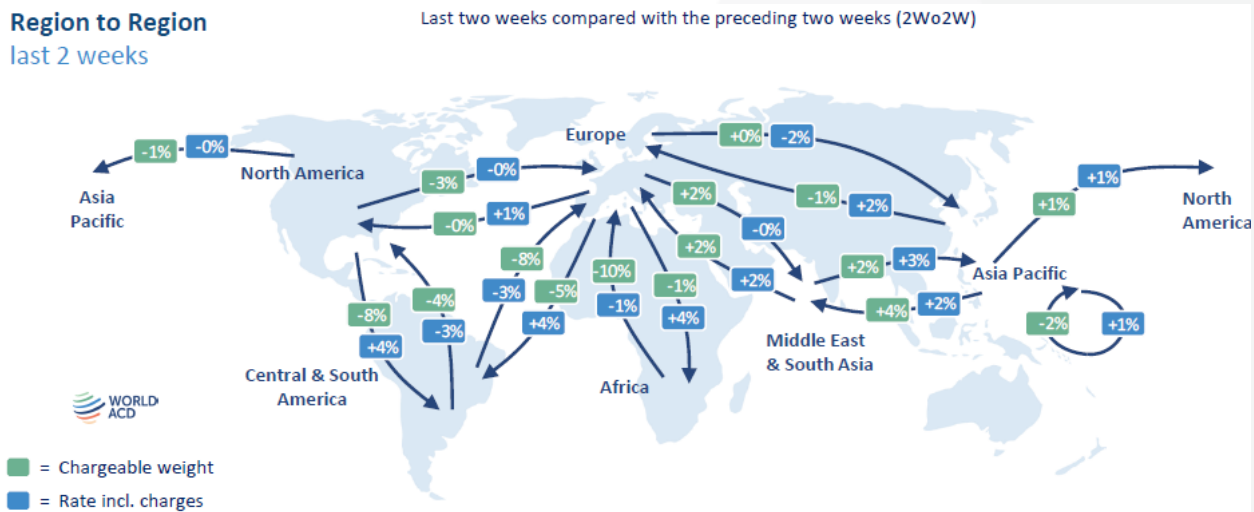 Region to Region
last 2 weeks
Last two weeks compared with the preceding two weeks (2Wo2W)
Europe
+0%
-2%
-1%
-0%
North America
Asia
Pacific
-3%
-0%
-0%
+1%
+2%
-0%
-1%
+2%
+1%
+1%
North
America
+2%
+2%
+2%
+3%
Asia Pacific
+4%
+2%
-2%
+1%
-8%
-3%
-5%
+4%
-10%
-1%
-1%
+4%
-8%
+4%
-4%
-3%
Middle East
& South Asia
Central & South
America
Africa
WORLD
ACD
= Chargeable weight
= Rate incl. charges